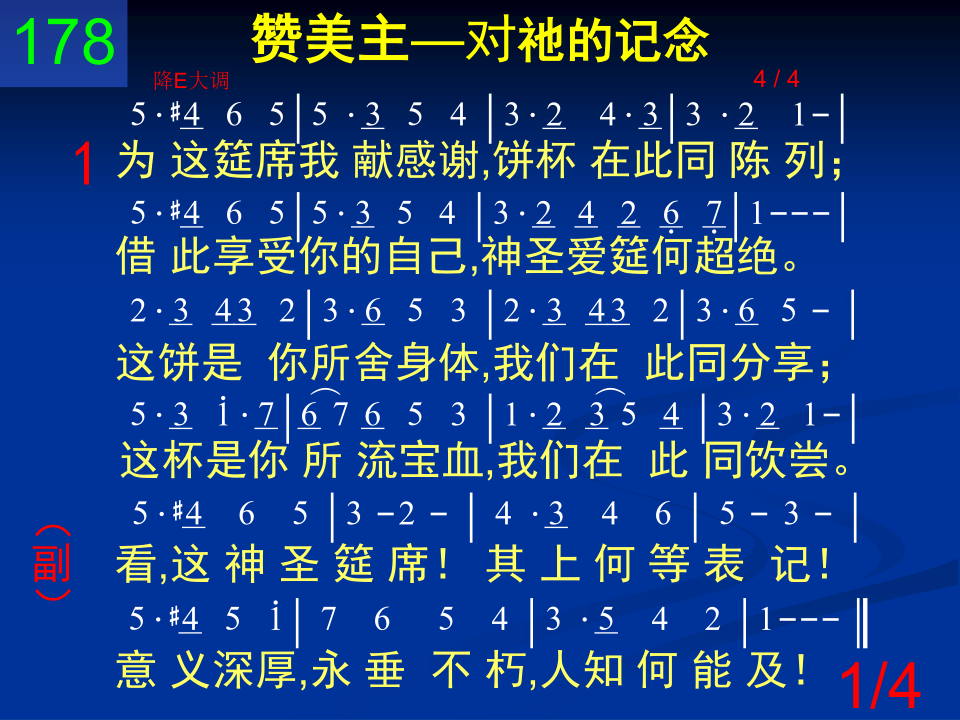 178
赞美主—对祂的记念
降E大调 4 / 4
5 · #4 6 5 | 5 · 3 5 4 | 3 · 2 4 · 3 | 3 · 2 1 - |
1 为 这筵席我 献感谢,饼杯 在此同 陈 列；
5 · #4 6 5 | 5 · 3 5 4 | 3 · 2 4 2 6 7 | 1 - - - |
借 此享受你的自己,神圣爱筵何超绝。
2 · 3 43 2 | 3 · 6 5 3 | 2 · 3 43 2 | 3 · 6 5 - |
这饼是 你所舍身体,我们在 此同分享；
5 · 3 i · 7 | 6 7 6 5 3 | 1 · 2 3 5 4 | 3 · 2 1 - |
这杯是你 所 流宝血,我们在 此 同饮尝。
5 · #4 6 5 | 3 - 2 - | 4 · 3 4 6 | 5 - 3 - |
（副） 看,这 神 圣 筵 席！ 其 上 何 等 表 记！
5 · #4 5 i | 7 6 5 4 | 3 · 5 4 2 | 1 - - - ‖
意 义深厚,永 垂 不 朽,人知 何 能 及！
1/4